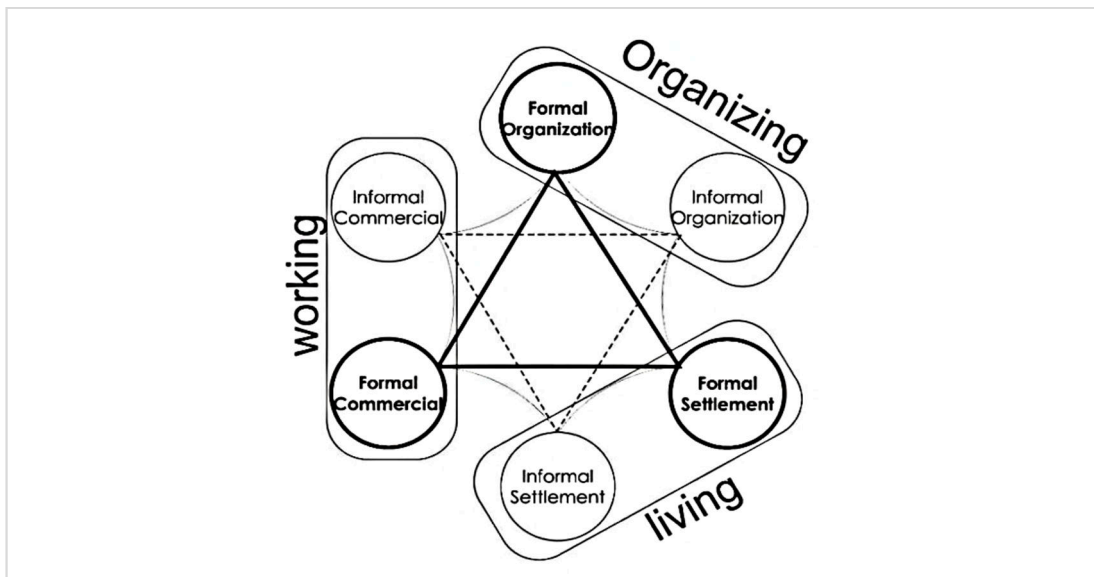 Organizing
Formal
Organization
Informal
Organization
Informal
Commercial
working
Formal
Commercial
Formal
Settlement
Informal
Settlement
living